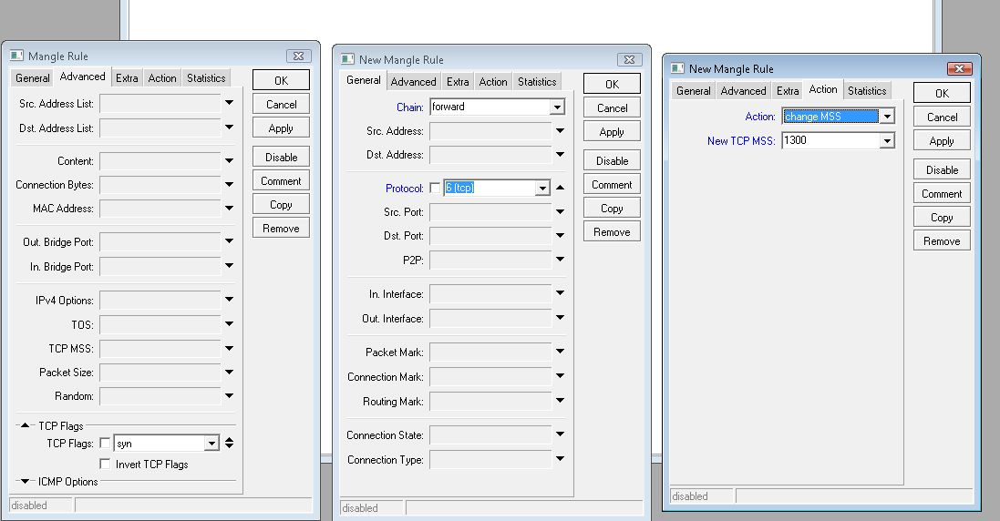 Mangle Rule
General Advanced Extra Action Statistics
Src. Address List:
Dst. Address List:
Content:
Connection Bytes:
MAC Address:
Out. Bridge Port:
In. Bridge Port:
IPv4 Options:
TOS:
TCP MSS:
Packet Size:
Random:
TCP Flags
TCP Flags: syn
Invert TCP Flags
ICMP Options
OK
Cancel
Apply
Disable
Comment
Copy
Remove
disabled
New Mangle Rule
General Advanced Extra Action Statistics
Chain: forward
Src. Address:
Dst. Address:
Protocol: 6 (tcp)
Src. Port:
Dst. Port:
P2P:
In. Interface:
Out. Interface:
Packet Mark:
Connection Mark:
Routing Mark:
Connection State:
Connection Type:
OK
Cancel
Apply
Disable
Comment
Copy
Remove
disabled
New Mangle Rule
General Advanced Extra Action Statistics
Action: change MSS
New TCP MSS: 1300
OK
Cancel
Apply
Disable
Comment
Copy
Remove
disabled